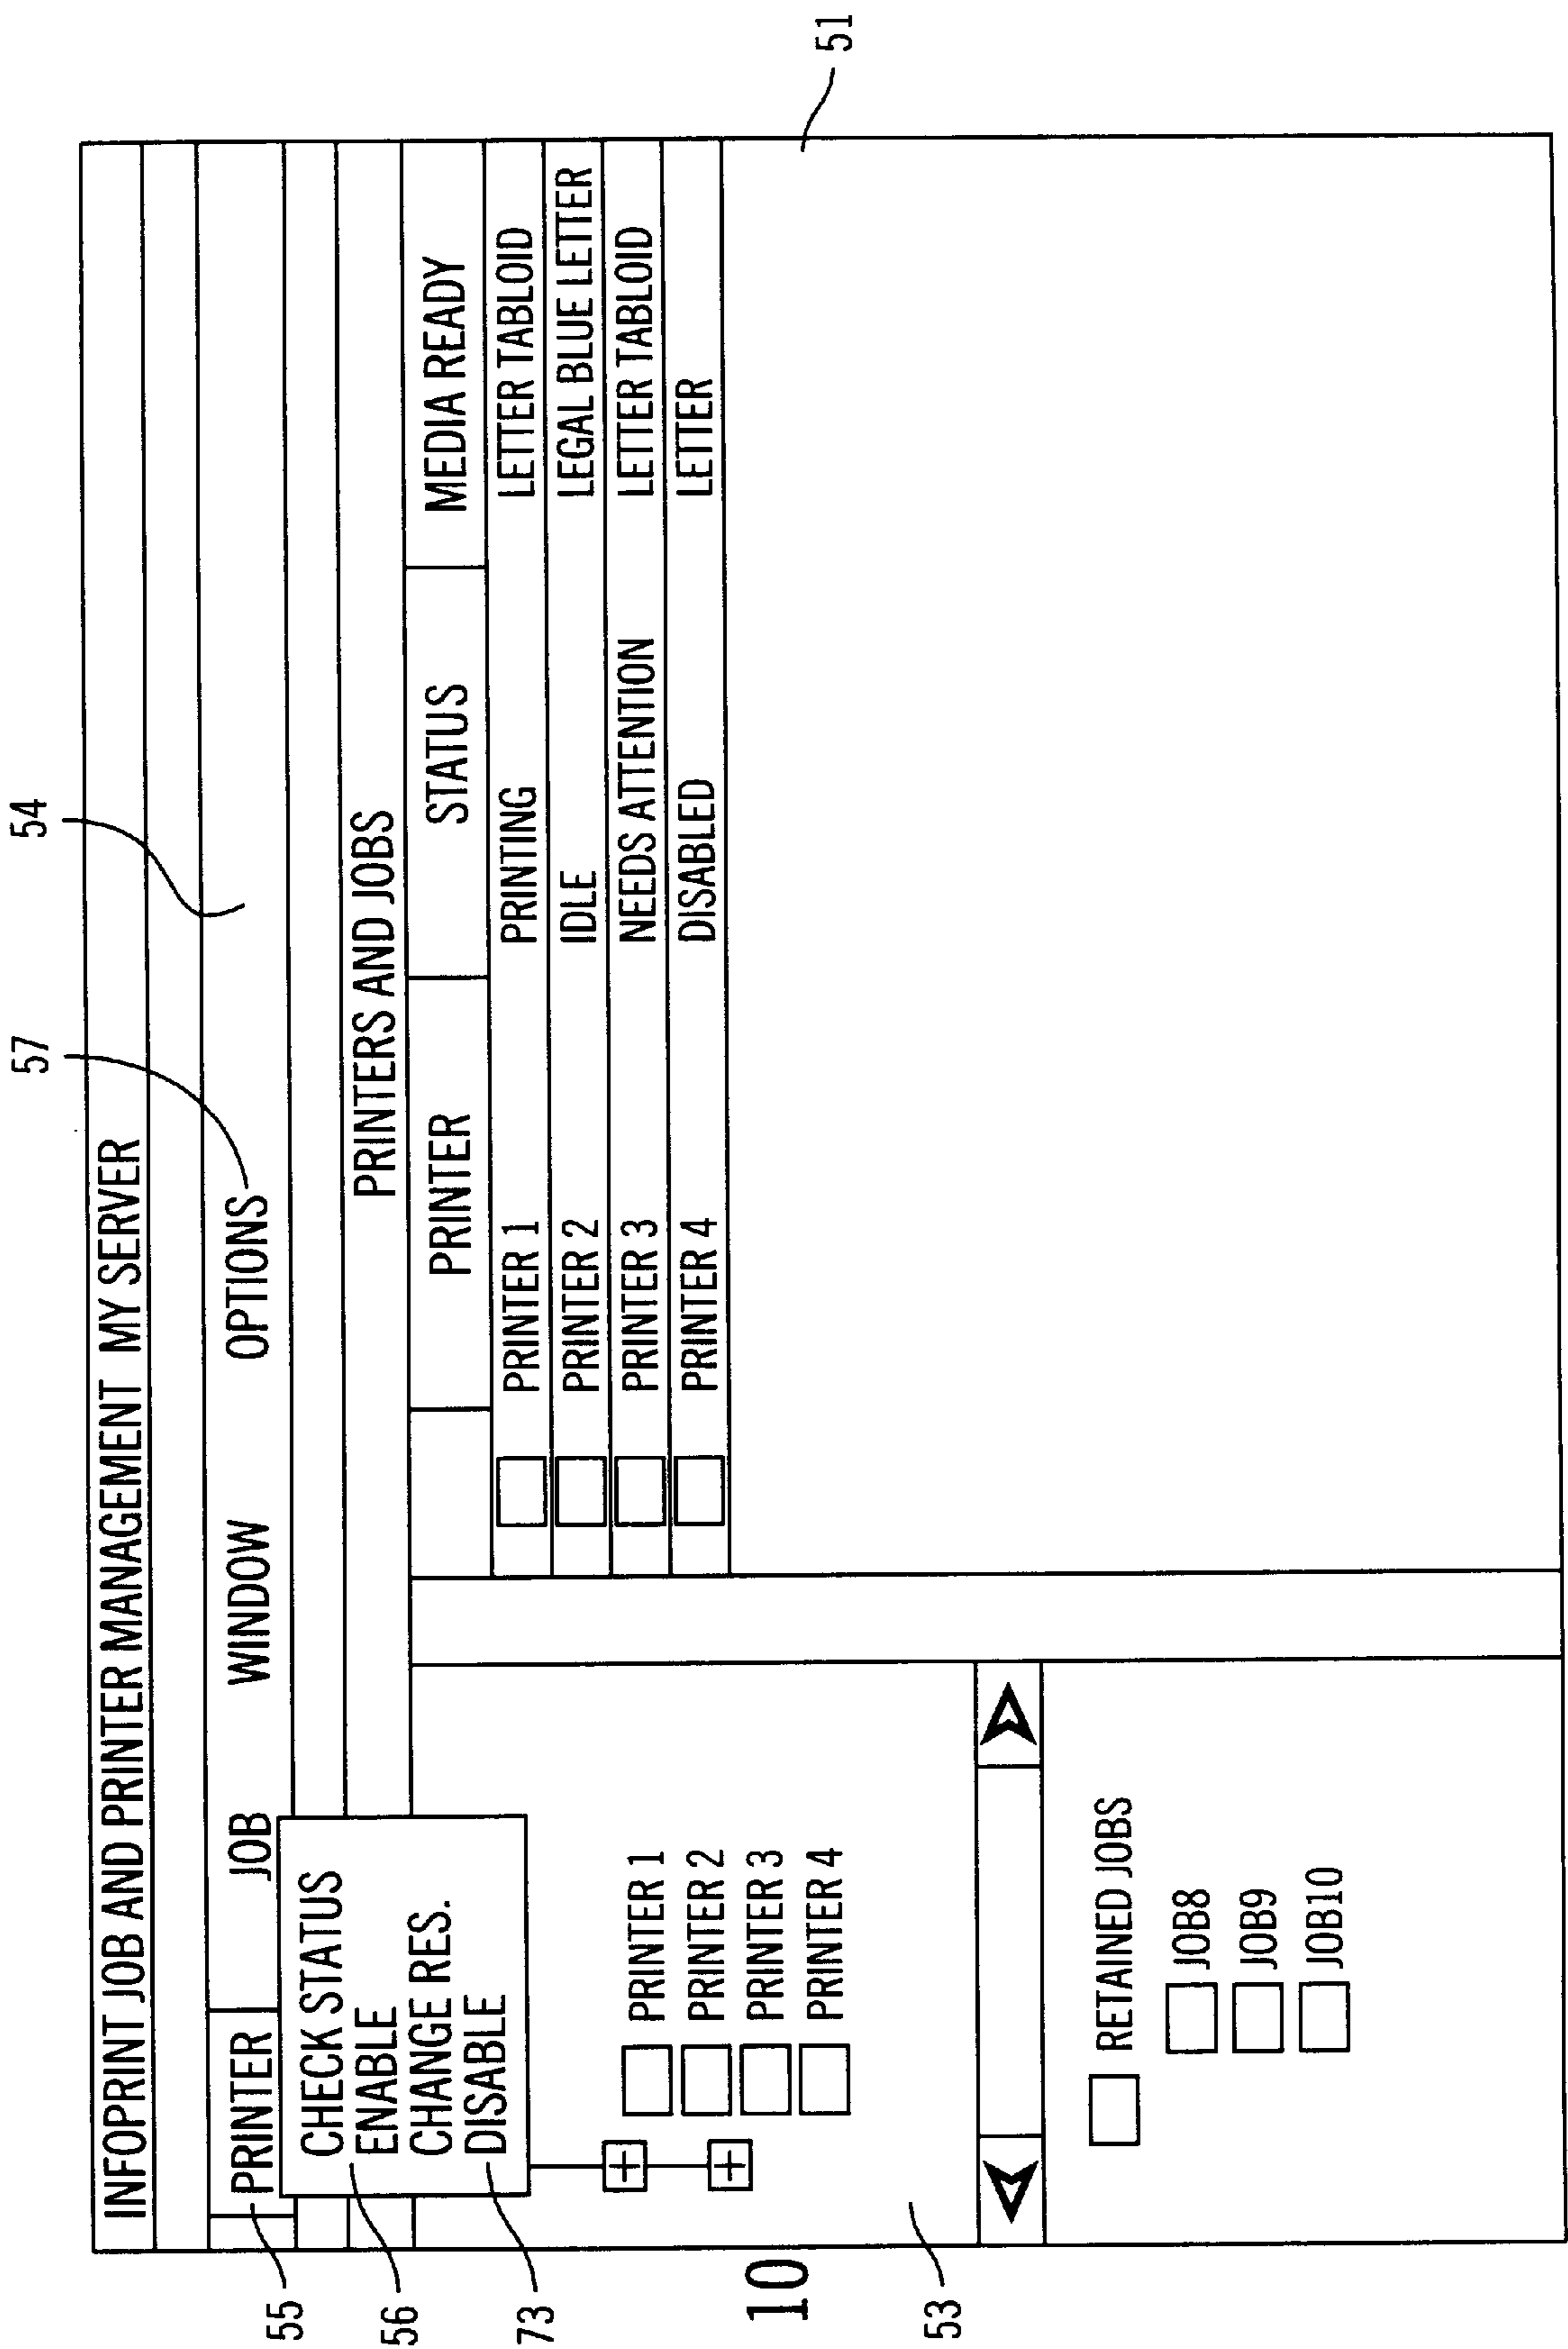 54
57
51
INFOPRINT JOB AND PRINTER MANAGEMENT MY SERVER
PRINTER JOB WINDOW OPTIONS
CHECK STATUS
ENABLE
CHANGE RES.
DISABLE
PRINTERS AND JOBS
PRINTER STATUS MEDIA READY
PRINTER 1 PRINTING LETTER TABLOID
PRINTER 2 IDLE LEGAL BLUE LETTER
PRINTER 3 NEEDS ATTENTION LETTER TABLOID
PRINTER 4 DISABLED LETTER
PRINTER 1
PRINTER 2
PRINTER 3
PRINTER 4
RETAINED JOBS
JOB8
JOB9
JOB10
55
56
73
10
53